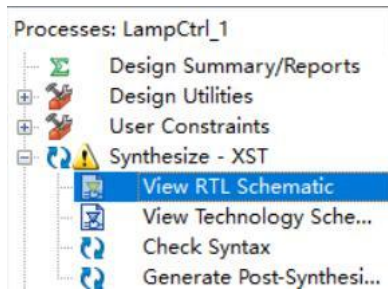 Processes: LampCtrl_1
Design Summary/Reports
Design Utilities
User Constraints
Synthesize - XST
View RTL Schematic
View Technology Sche...
Check Syntax
Generate Post-Synthesi...